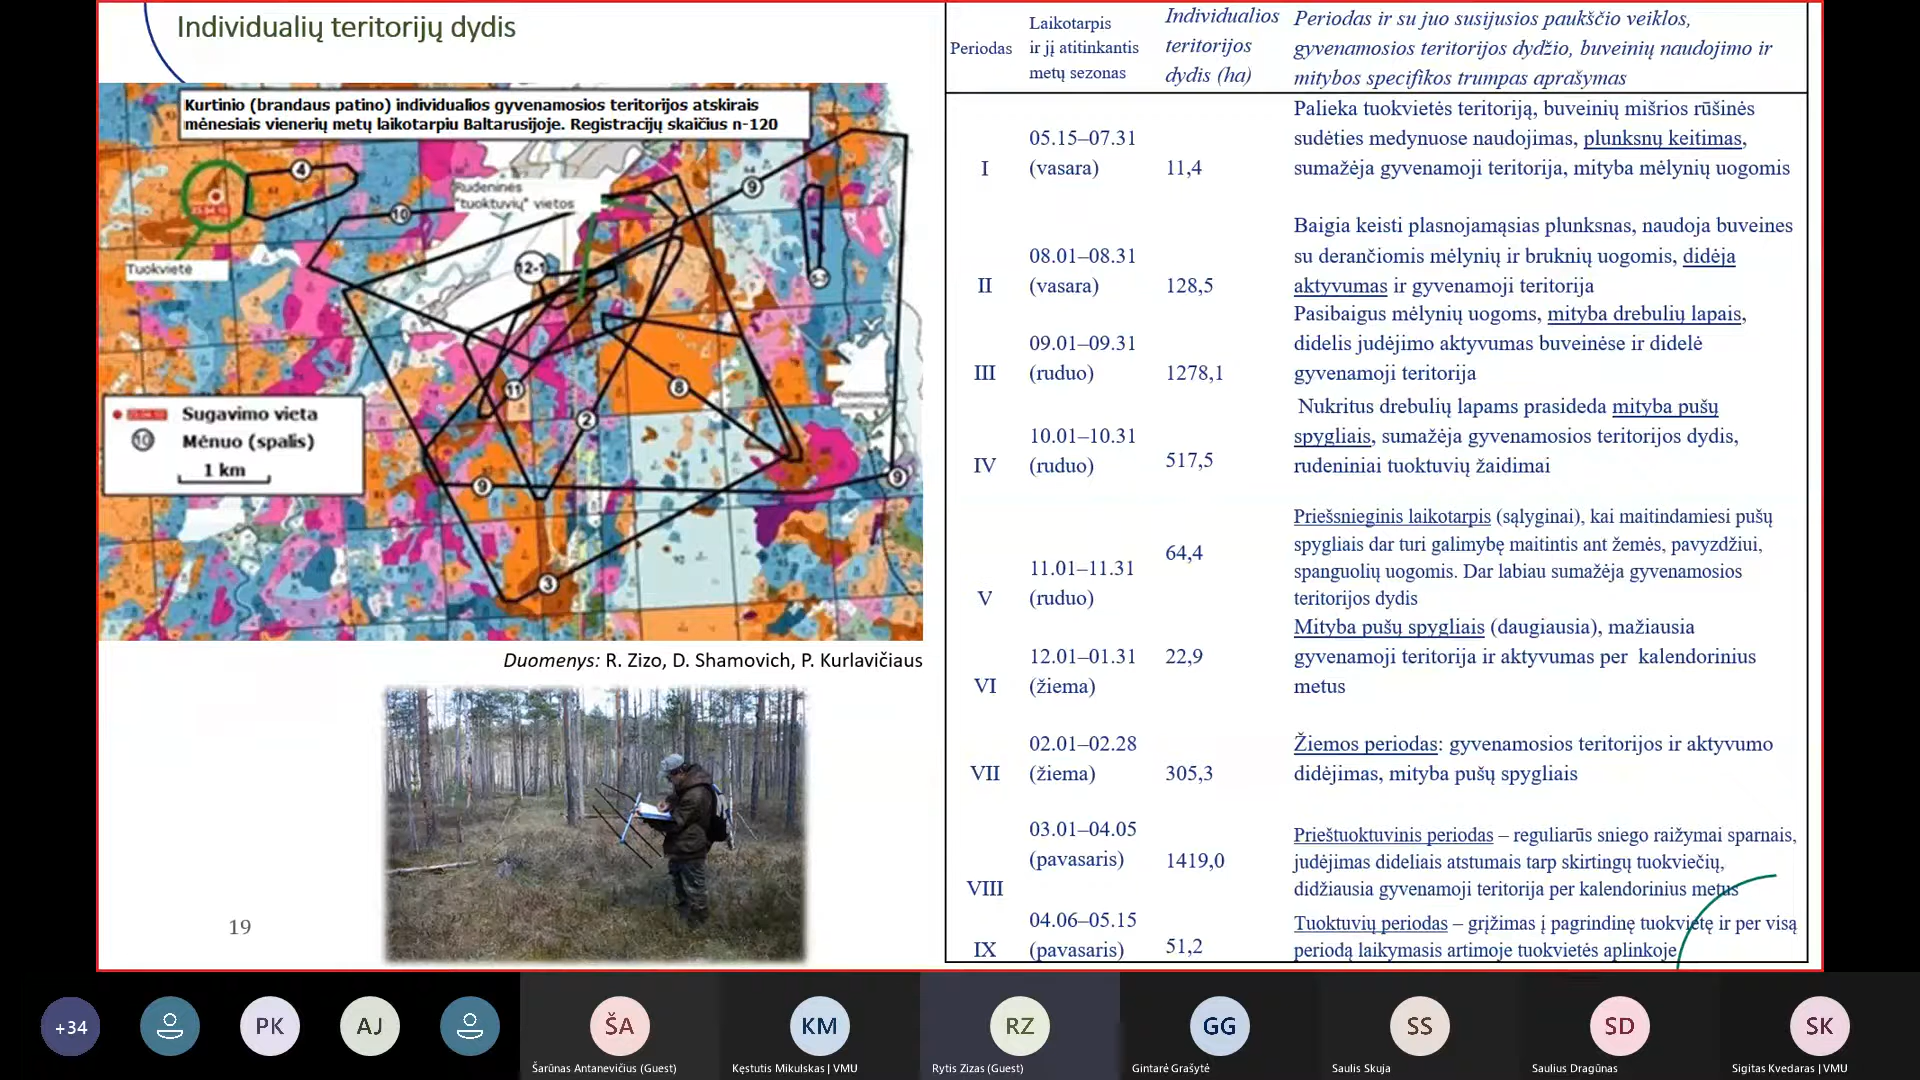 Individualių teritorijų dydis
Kurtinio (brandaus patino) individualios gyvenamosios teritorijos atskirais
mėnesiais vienerių metų laikotarpiu Baltarusijoje. Registracijų skaičius n-120
4
9
10
Rudeninės
"tuoktuvių" vietos
Tuokvietė
12-1
11
8
2
9
9
3
Sugavimo vieta
10 Mėnuo (spalis)
1 km
Duomenys: R. Zizo, D. Shamovich, P. Kurlavičiaus
19
Periodas
Laikotarpis
ir jį atitinkantis
metų sezonas
Individualios
teritorijos
dydis (ha)
Periodas ir su juo susijusios paukščio veiklos,
gyvenamosios teritorijos dydžio, buveinių naudojimo ir
mitybos specifikos trumpas aprašymas
I
05.15–07.31
(vasara)
11,4
Palieka tuokvietės teritoriją, buveinių mišrios rūšinės
sudėties medynuose naudojimas, plunksnų keitimas,
sumažėja gyvenamoji teritorija, mityba mėlynių uogomis
II
08.01–08.31
(vasara)
128,5
Baigia keisti plasnojamąsias plunksnas, naudoja buveines
su derančiomis mėlynių ir bruknių uogomis, didėja
aktyvumas ir gyvenamoji teritorija
III
09.01–09.31
(ruduo)
1278,1
Pasibaigus mėlynių uogoms, mityba drebulių lapais,
didelis judėjimo aktyvumas buveinėse ir didelė
gyvenamoji teritorija
IV
10.01–10.31
(ruduo)
517,5
Nukritus drebulių lapams prasideda mityba pušų
spygliais, sumažėja gyvenamosios teritorijos dydis,
rudeniniai tuoktuvių žaidimai
V
11.01–11.31
(ruduo)
64,4
Priešsnieginis laikotarpis (sąlyginai), kai maitindamiesi pušų
spygliais dar turi galimybę maitintis ant žemės, pavyzdžiui,
spanguolių uogomis. Dar labiau sumažėja gyvenamosios
teritorijos dydis
VI
12.01–01.31
(žiema)
22,9
Mityba pušų spygliais (daugiausia), mažiausia
gyvenamoji teritorija ir aktyvumas per kalendorinius
metus
VII
02.01–02.28
(žiema)
305,3
Žiemos periodas: gyvenamosios teritorijos ir aktyvumo
didėjimas, mityba pušų spygliais
VIII
03.01–04.05
(pavasaris)
1419,0
Prieštuoktuvinis periodas – reguliarūs sniego raižymai sparnais,
judėjimas dideliais atstumais tarp skirtingų tuokviečių,
didžiausia gyvenamoji teritorija per kalendorinius metus
IX
04.06–05.15
(pavasaris)
51,2
Tuoktuvių periodas – grįžimas į pagrindinę tuokvietę ir per visą
periodą laikymasis artimoje tuokvietės aplinkoje
+34
PK
AJ
ŠA
KM
RZ
GG
SS
SD
SK
Šarūnas Antanevičius (Guest)
Kęstutis Mikulskas | VMU
Rytis Zizas (Guest)
Gintarė Grašytė
Saulis Skuja
Saulius Dragūnas
Sigitas Kvedaras | VMU